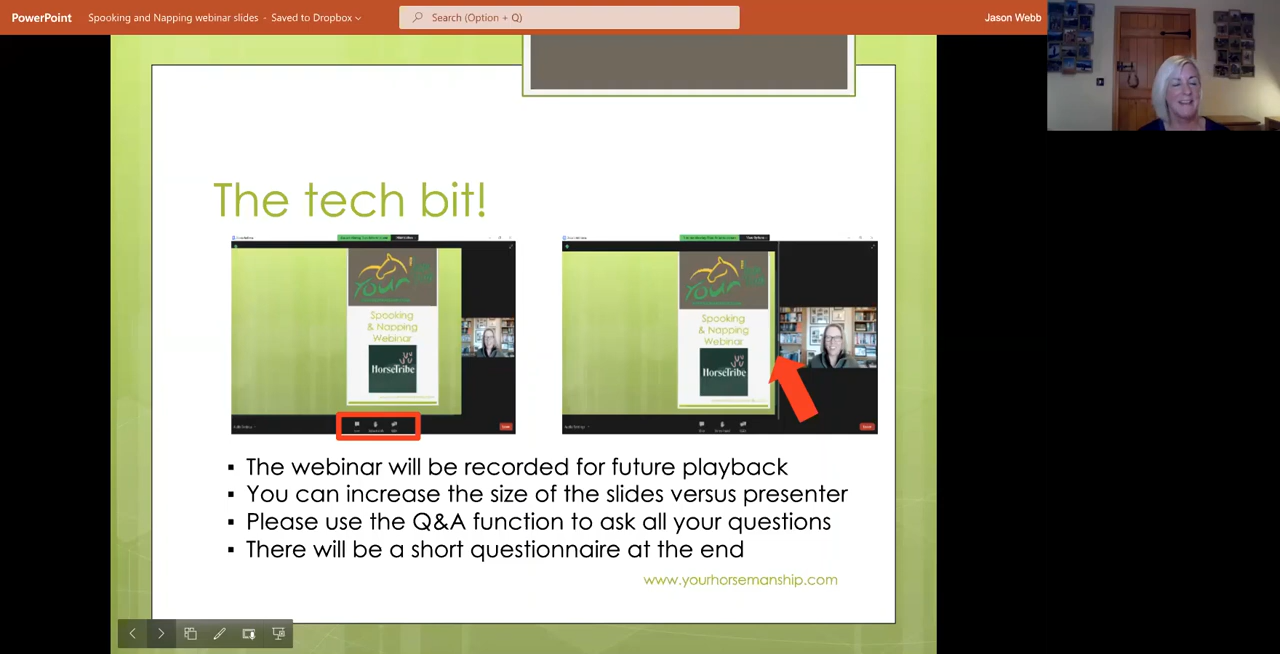 PowerPoint Spooking and Napping webinar slides - Saved to Dropbox Search (Option + Q) Jason Webb
The tech bit!
Your
Spooking
& Napping
Webinar
HorseTribe
Your
Spooking
& Napping
Webinar
HorseTribe
▪ The webinar will be recorded for future playback
▪ You can increase the size of the slides versus presenter
▪ Please use the Q&A function to ask all your questions
▪ There will be a short questionnaire at the end
www.yourhorsemanship.com